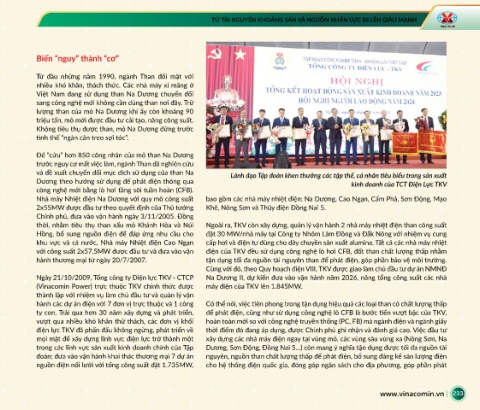 TỪ TÀI NGUYÊN KHOÁNG SẢN VÀ NGUỒN NHÂN LỰC ĐI LÊN GIÀU MẠNH
Biến "nguy" thành "cơ"
Từ đầu những năm 1990, ngành Than đối mặt với
nhiều khó khăn, thách thức. Các nhà máy xi măng ở
Việt Nam đang sử dụng than Na Dương chuyển đổi
sang công nghệ mới không cần dùng than nơi đây. Trữ
lượng than của mỏ Na Dương khi ấy còn khoảng 90
triệu tấn, mỏ mới được đầu tư cải tạo, nâng công suất.
Không tiêu thụ được than, mỏ Na Dương đứng trước
tình thế "ngàn cân treo sợi tóc".
Để "cứu" hơn 850 công nhân của mỏ than Na Dương
trước nguy cơ mất việc làm, ngành Than đã nghiên cứu
và đề xuất chuyển đổi mục đích sử dụng của than Na
Dương theo hướng sử dụng để phát điện thông qua
công nghệ mới bằng lò hơi tầng sôi tuần hoàn (CFB).
Nhà máy Nhiệt điện Na Dương với quy mô công suất
2x55MW được đầu tư theo quyết định của Thủ tướng
Chính phủ, đưa vào vận hành ngày 3/11/2005. Đồng
thời, nhằm tiêu thụ than xấu mỏ Khánh Hòa và Núi
Hồng, bổ sung nguồn điện để đáp ứng nhu cầu cho
khu vực và cả nước, Nhà máy Nhiệt điện Cao Ngạn
với công suất 2x57,5MW được đầu tư và đưa vào vận
hành thương mại từ ngày 20/7/2007.
Ngày 21/10/2009, Tổng công ty Điện lực TKV - CTCP
(Vinacomin Power) trực thuộc TKV chính thức được
thành lập với nhiệm vụ làm chủ đầu tư và quản lý vận
hành các dự án điện với 7 đơn vị trực thuộc và 1 công
ty con. Trải qua hơn 30 năm xây dựng và phát triển,
vượt qua nhiều khó khăn thử thách, các đơn vị khối
điện lực TKV đã phấn đấu không ngừng, phát triển về
mọi mặt để xây dựng lĩnh vực điện lực trở thành một
trong các lĩnh vực sản xuất kinh doanh chính của Tập
đoàn; đưa vào vận hành khai thác thương mại 7 dự án
nguồn điện nối lưới với tổng công suất đạt 1.735MW,
TỔNG CÔNG TY ĐIỆN LỰC - TKV
HỘI NGHỊ
TỔNG KẾT HOẠT ĐỘNG SẢN XUẤT KINH DOANH NĂM 2023
HỘI NGHỊ NGƯỜI LAO ĐỘNG NĂM 2024
Lãnh đạo Tập đoàn khen thưởng các tập thể, cá nhân tiêu biểu trong sản xuất
kinh doanh của TCT Điện Lực TKV
bao gồm các nhà máy nhiệt điện: Na Dương, Cao Ngạn, Cẩm Phả, Sơn Động, Mạo
Khê, Nông Sơn và Thủy điện Đồng Nai 5.
Ngoài ra, TKV còn xây dựng, quản lý vận hành 2 nhà máy nhiệt điện than công suất
đặt 30 MW/nhà máy tại Công ty Nhôm Lâm Đồng và Đắk Nông với nhiệm vụ cung
cấp hơi và điện tự dùng cho dây chuyền sản xuất alumina. Tất cả các nhà máy nhiệt
điện của TKV đều sử dụng công nghệ lò hơi CFB, đốt than chất lượng thấp nhằm
tận dụng tối đa nguồn tài nguyên than để phát điện, góp phần bảo vệ môi trường.
Cùng với đó, theo Quy hoạch điện VIII, TKV được giao làm chủ đầu tư dự án NMNĐ
Na Dương II, dự kiến đưa vào vận hành năm 2026, nâng tổng công suất các nhà
máy điện của TKV lên 1.845MW.
Có thể nói, việc tiên phong trong tận dụng hiệu quả các loại than có chất lượng thấp
để phát điện, cũng như sử dụng công nghệ lò CFB là bước tiến vượt bậc của TKV,
hoàn toàn mới so với công nghệ truyền thống (PC, FB) mà ngành điện và ngành giấy
thời điểm đó đang áp dụng, được Chính phủ ghi nhận và đánh giá cao. Việc đầu tư
xây dựng các nhà máy điện ngay tại vùng mỏ, các vùng sâu vùng xa (Nông Sơn, Na
Dương, Sơn Động, Đồng Nai 5...) còn mang ý nghĩa tận dụng được tối đa nguồn tài
nguyên, nguồn than chất lượng thấp để phát điện, bổ sung đáng kể sản lượng điện
cho hệ thống điện quốc gia, đóng góp ngân sách cho địa phương, góp phần phát
www.vinacomin.vn
233